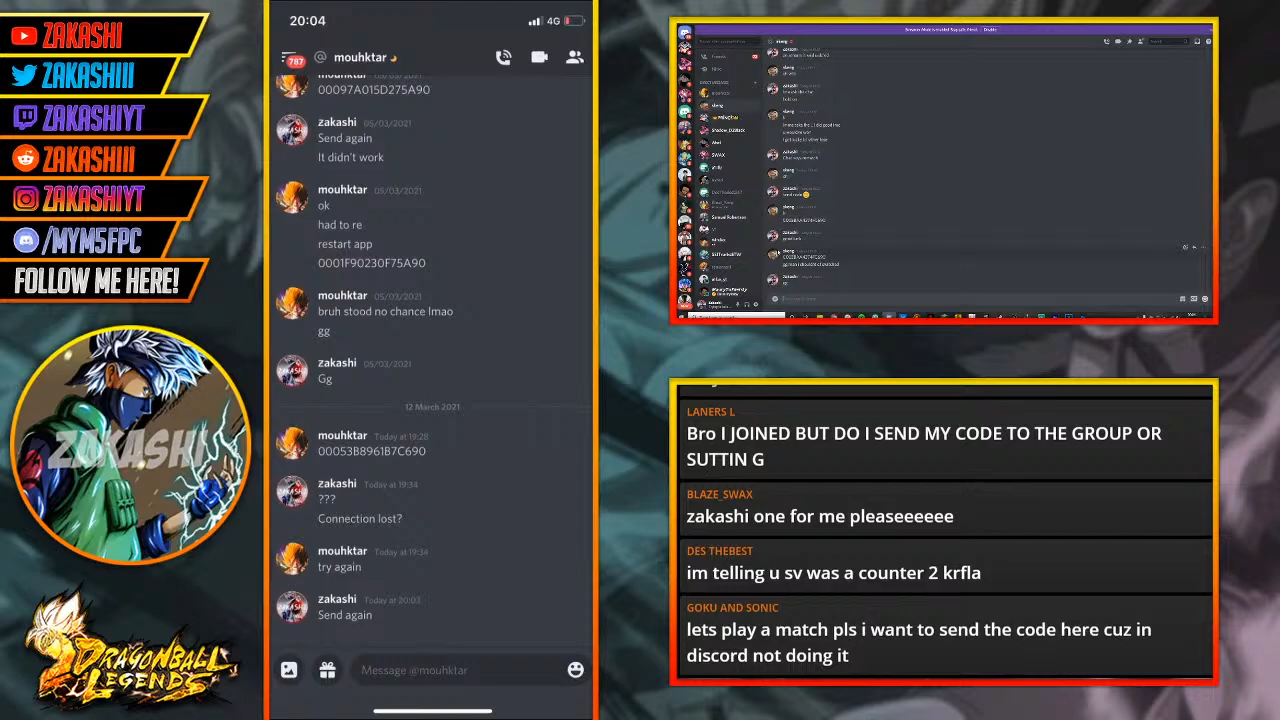 ZAKASHI
ZAKASHIII
ZAKASHIYT
ZAKASHIII
ZAKASHIYT
/MYM5FPC
FOLLOW ME HERE!
ZAKASHI
DRAGONBALL
LEGENDS
20:04
4G
787
@ mouhktar
mouhktar 05/03/2021
00097A015D275A90
zakashi 05/03/2021
Send again
It didn't work
mouhktar 05/03/2021
ok
had to re
restart app
0001F90230F75A90
mouhktar 05/03/2021
bruh stood no chance lmao
gg
zakashi 05/03/2021
Gg
12 March 2021
mouhktar Today at 19:28
00053B8961B7C690
zakashi Today at 19:34
???
Connection lost?
mouhktar Today at 19:34
try again
zakashi Today at 20:03
Send again
Message @mouhktar
Friends
Shadow_DzBlack
SWAX
Samuel Robertson
LANERS L
Bro I JOINED BUT DO I SEND MY CODE TO THE GROUP OR
SUTTIN G
BLAZE_SWAX
zakashi one for me pleaseeeeee
DES THEBEST
im telling u sv was a counter 2 krfla
GOKU AND SONIC
lets play a match pls i want to send the code here cuz in
discord not doing it